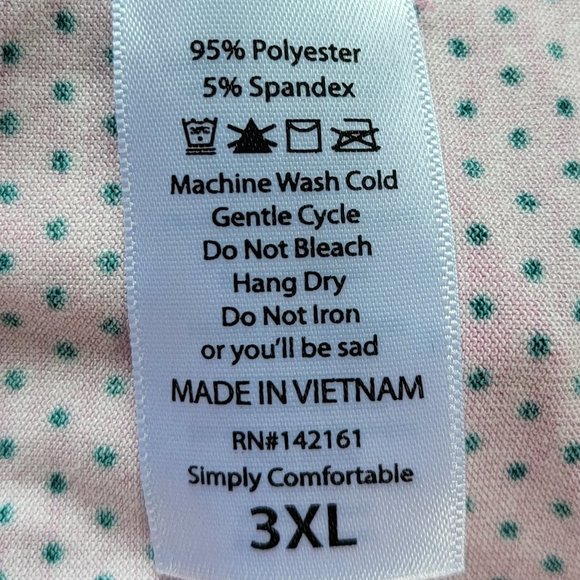 95% Polyester
5% Spandex
Machine Wash Cold
Gentle Cycle
Do Not Bleach
Hang Dry
Do Not Iron
or you'll be sad
MADE IN VIETNAM
RN#142161
Simply Comfortable
3XL